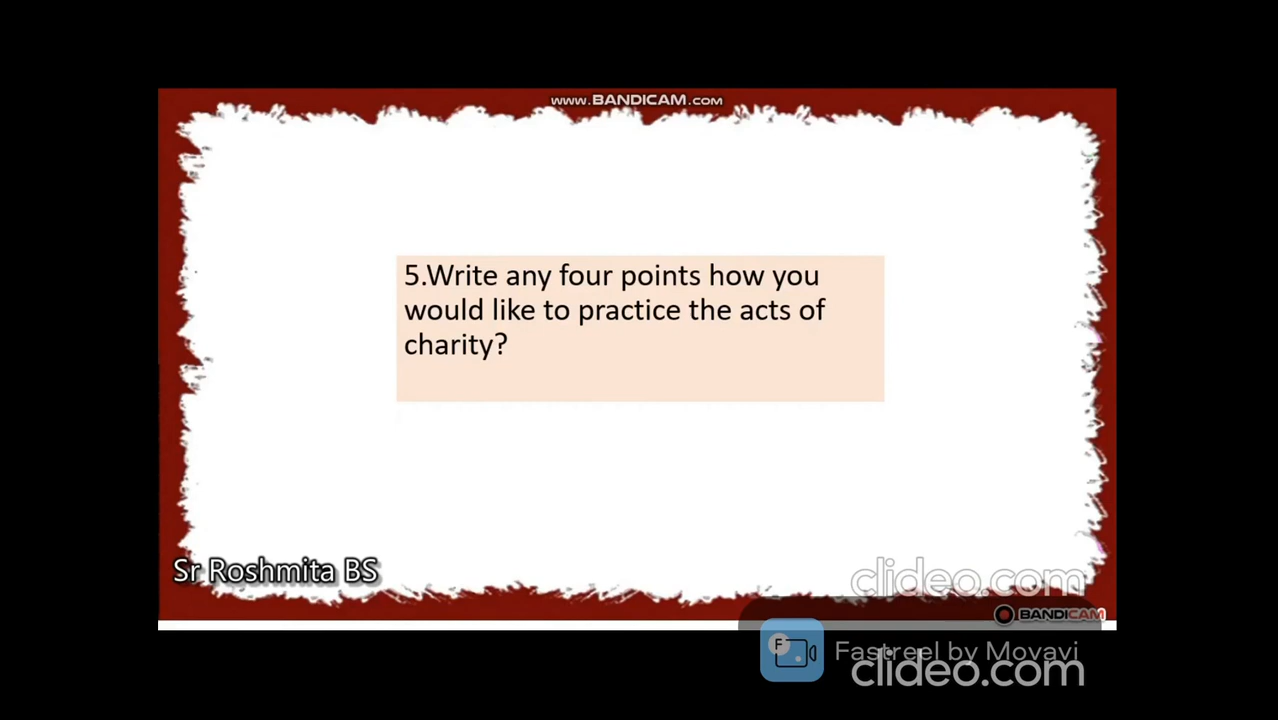 www.BANDICAM.com
5.Write any four points how you
would like to practice the acts of
charity?
Sr Roshmita BS
clideo.com
BANDICAM
F
Fastreel by Movavi
clideo.com